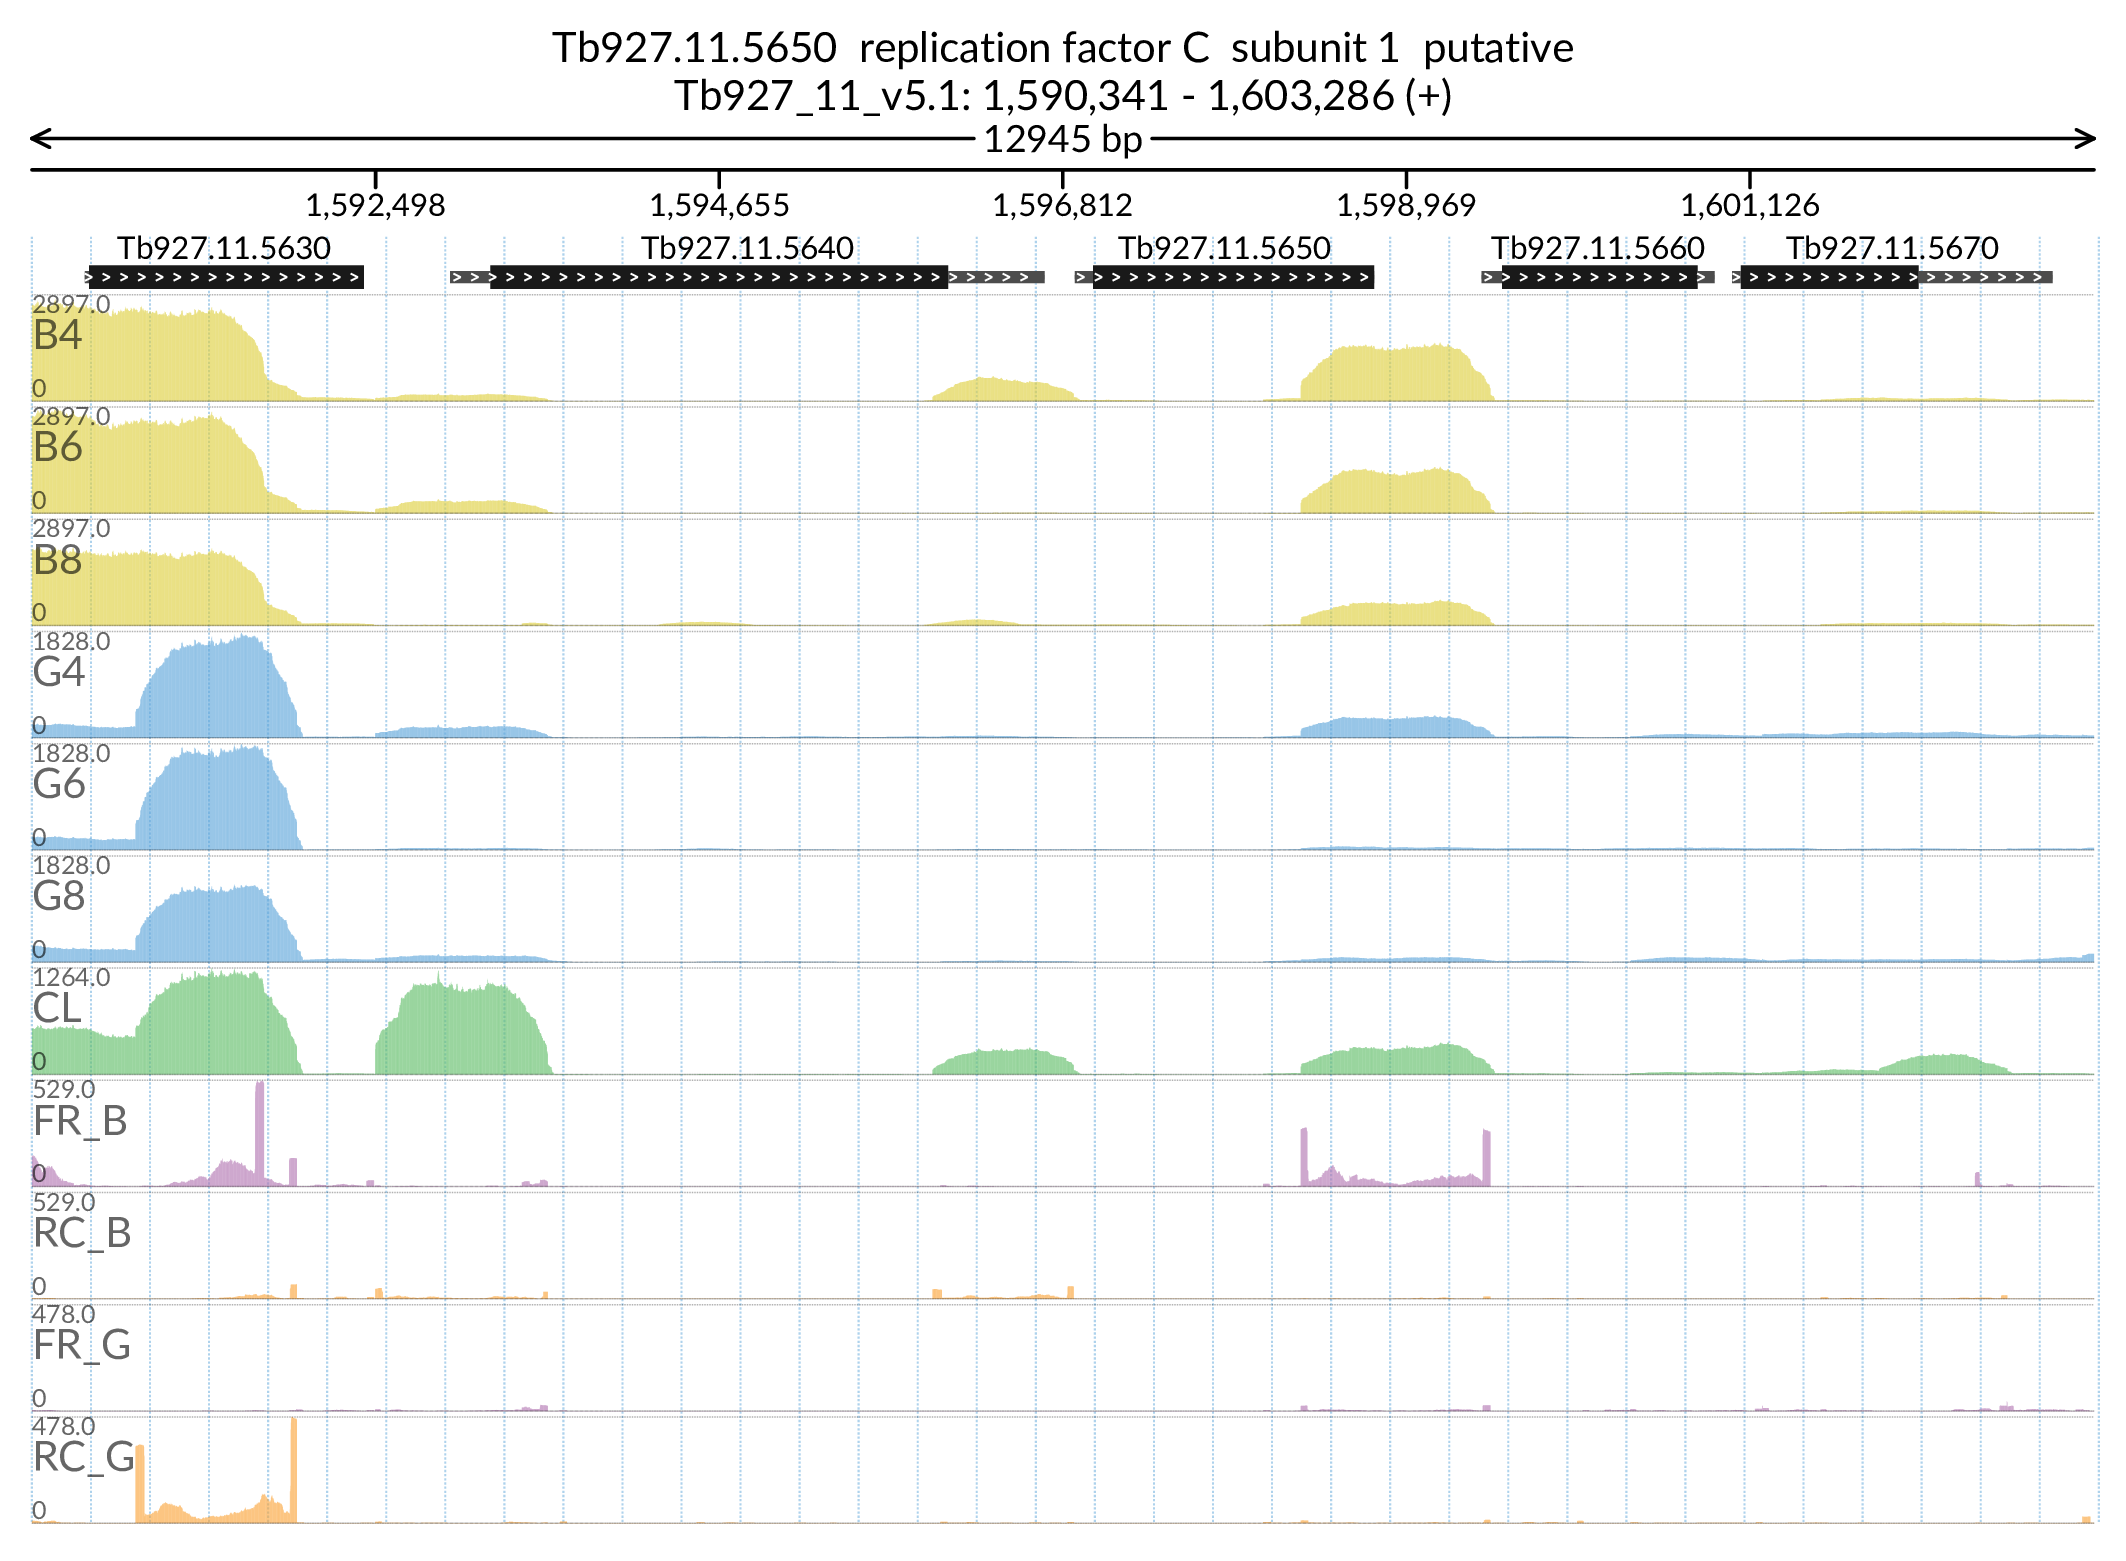 Tb927.11.5650 replication factor C subunit 1 putative
Tb927_11_v5.1: 1,590,341 - 1,603,286 (+)
12945 bp
1,592,498 1,594,655 1,596,812 1,598,969 1,601,126
Tb927.11.5630 Tb927.11.5640 Tb927.11.5650 Tb927.11.5660 Tb927.11.5670
2897.0
B4
0
2897.0
B6
0
2897.0
B8
0
1828.0
G4
0
1828.0
G6
0
1828.0
G8
0
1264.0
CL
0
529.0
FR_B
0
529.0
RC_B
0
478.0
FR_G
0
478.0
RC_G
0